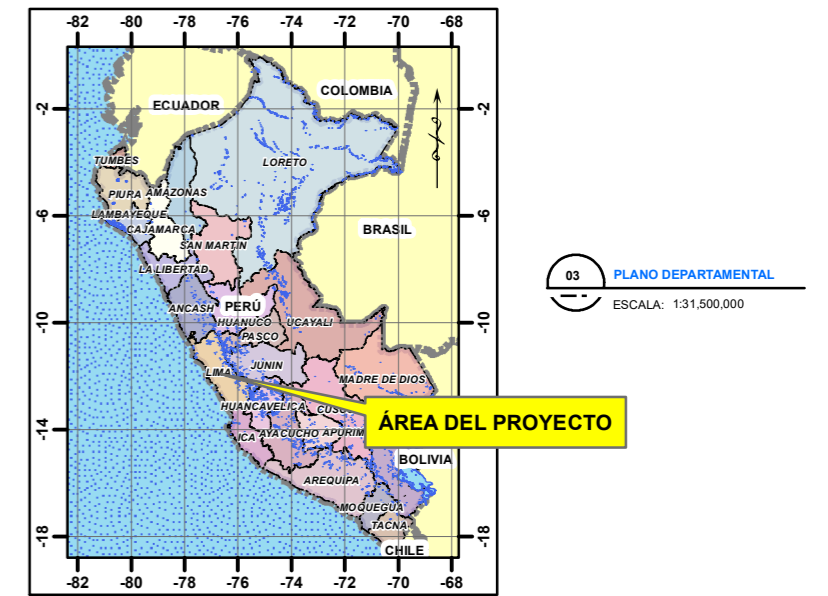 -82 -80 -78 -76 -74 -72 -70 -68
COLOMBIA
ECUADOR
-2 -2
TUMBES
LORETO
PIURA AMAZONAS
LAMBAYEQUE
-6 -6
CAJAMARCA
BRASIL
SAN MARTIN
LA LIBERTAD
03 PLANO DEPARTAMENTAL
ESCALA: 1:31,500,000
ANCASH PERÚ
-10 -10
HUANUCO UCAYALI
PASCO
JUNIN
LIMA
MADRE DE DIOS
HUANCAVELICA CUSCO
ÁREA DEL PROYECTO
-14 -14
ICA AYACUCHO APURIM
BOLIVIA
AREQUIPA
MOQUEGUA
TACNA
-18 -18
CHILE
-82 -80 -78 -76 -74 -72 -70 -68